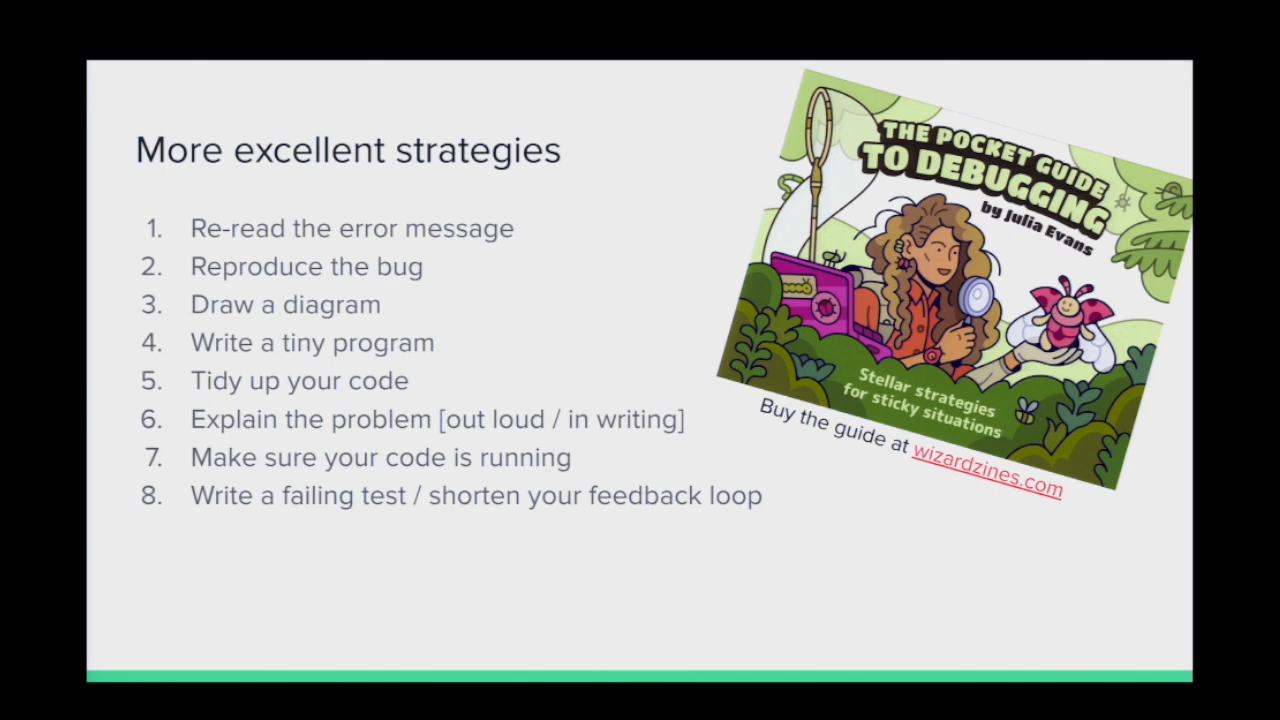 More excellent strategies
1. Re-read the error message
2. Reproduce the bug
3. Draw a diagram
4. Write a tiny program
5. Tidy up your code
6. Explain the problem [out loud / in writing]
7. Make sure your code is running
8. Write a failing test / shorten your feedback loop
THE POCKET GUIDE
TO DEBUGGING
by Julia Evans
Stellar strategies
for sticky situations
Buy the guide at wizardzines.com